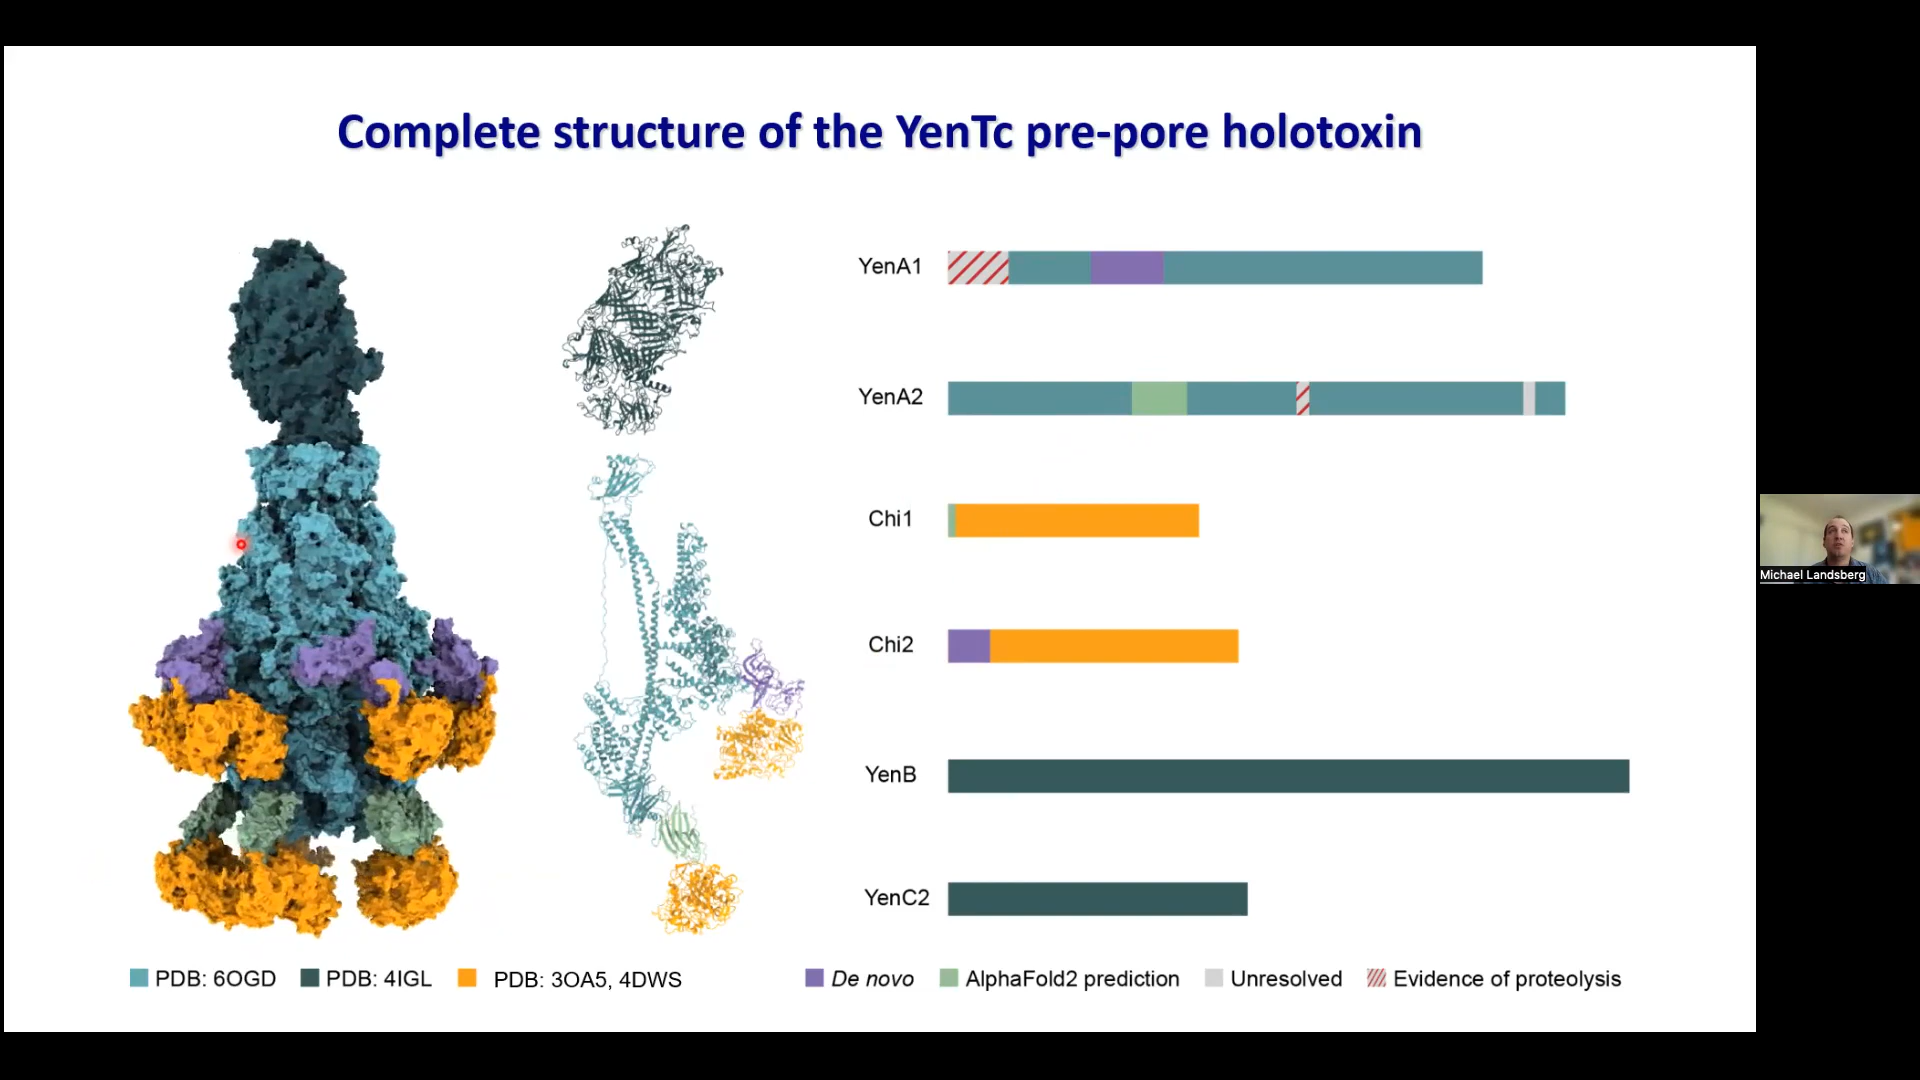 Complete structure of the YenTc pre-pore holotoxin
YenA1
YenA2
Chi1
Chi2
YenB
YenC2
PDB: 6OGD PDB: 4IGL PDB: 3OA5, 4DWS De novo AlphaFold2 prediction Unresolved Evidence of proteolysis
Michael Landsberg